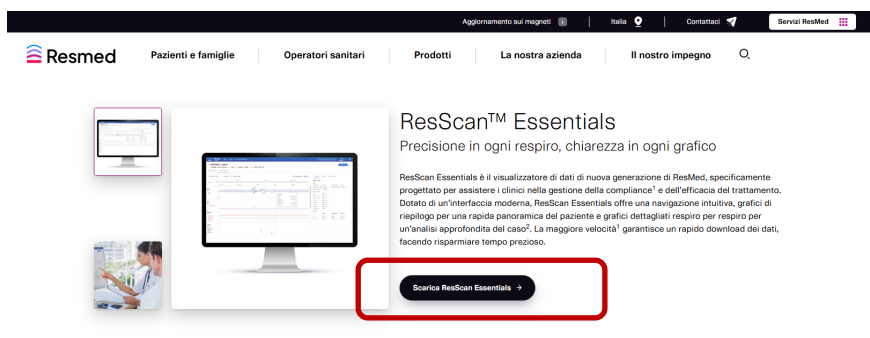 Aggiornamento sui magneti i
Italia
Contattaci
Servizi ResMed
Resmed
Pazienti e famiglie
Operatori sanitari
Prodotti
La nostra azienda
Il nostro impegno
ResScan™ Essentials
Precisione in ogni respiro, chiarezza in ogni grafico
ResScan Essentials è il visualizzatore di dati di nuova generazione di ResMed, specificamente
progettato per assistere i clinici nella gestione della compliance¹ e dell'efficacia del trattamento.
Dotato di un'interfaccia moderna, ResScan Essentials offre una navigazione intuitiva, grafici di
riepilogo per una rapida panoramica del paziente e grafici dettagliati respiro per respiro per
un'analisi approfondita del caso². La maggiore velocità¹ garantisce un rapido download dei dati,
facendo risparmiare tempo prezioso.
Scarica ResScan Essentials →